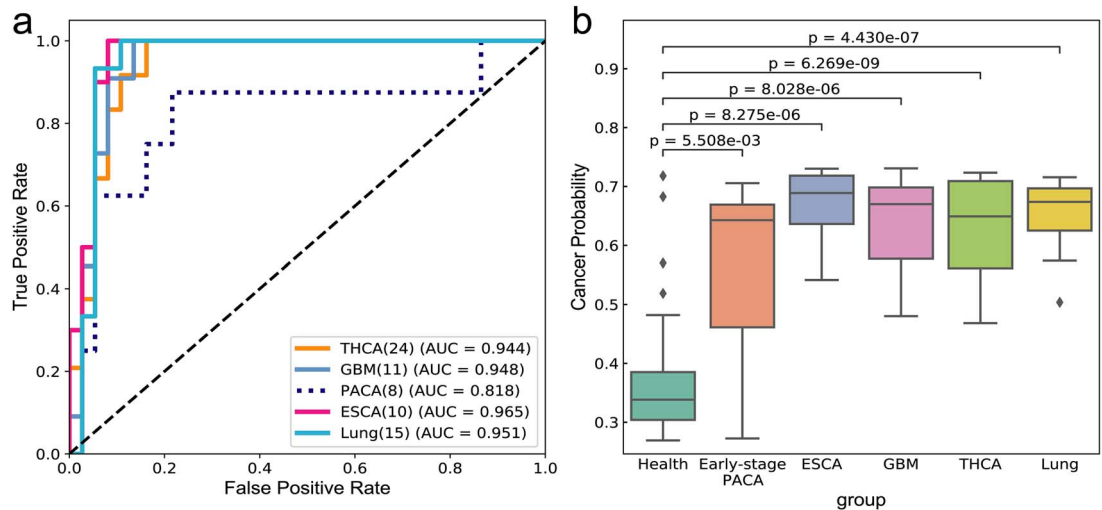 a
True Positive Rate
1.0
0.8
0.6
0.4
0.2
0.0
0.0 0.2 0.4 0.6 0.8 1.0
False Positive Rate
THCA(24) (AUC = 0.944)
GBM(11) (AUC = 0.948)
PACA(8) (AUC = 0.818)
ESCA(10) (AUC = 0.965)
Lung(15) (AUC = 0.951)
b
Cancer Probability
0.9
0.8
0.7
0.6
0.5
0.4
0.3
p = 4.430e-07
p = 6.269e-09
p = 8.028e-06
p = 8.275e-06
p = 5.508e-03
Health Early-stage ESCA GBM THCA Lung
PACA
group